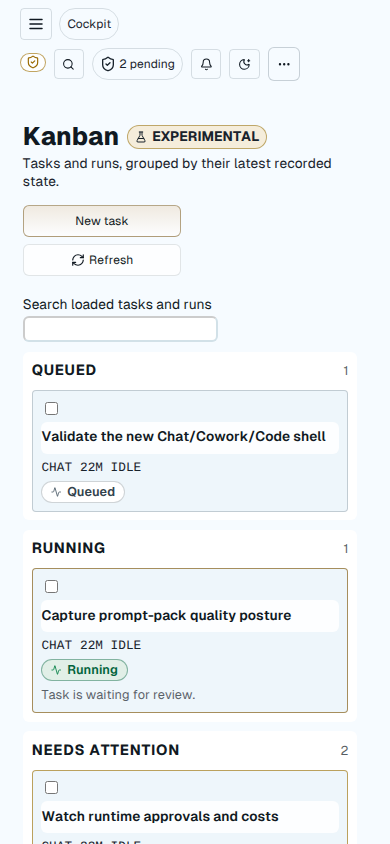 Cockpit
2 pending
Kanban
EXPERIMENTAL
Tasks and runs, grouped by their latest recorded
state.
New task
Refresh
Search loaded tasks and runs
QUEUED 1
Validate the new Chat/Cowork/Code shell
CHAT 22M IDLE
Queued
RUNNING 1
Capture prompt-pack quality posture
CHAT 22M IDLE
Running
Task is waiting for review.
NEEDS ATTENTION 2
Watch runtime approvals and costs